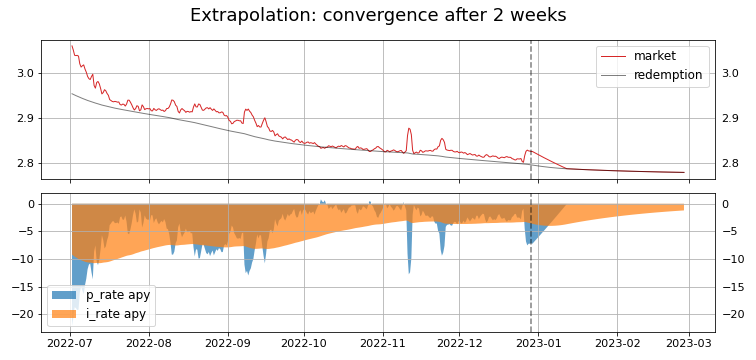 Extrapolation: convergence after 2 weeks
market
redemption
3.0
3.0
2.9
2.9
2.8
2.8
0
0
−5
−5
−10
−10
−15
−15
−20
−20
p_rate apy
i_rate apy
2022-07 2022-08 2022-09 2022-10 2022-11 2022-12 2023-01 2023-02 2023-03